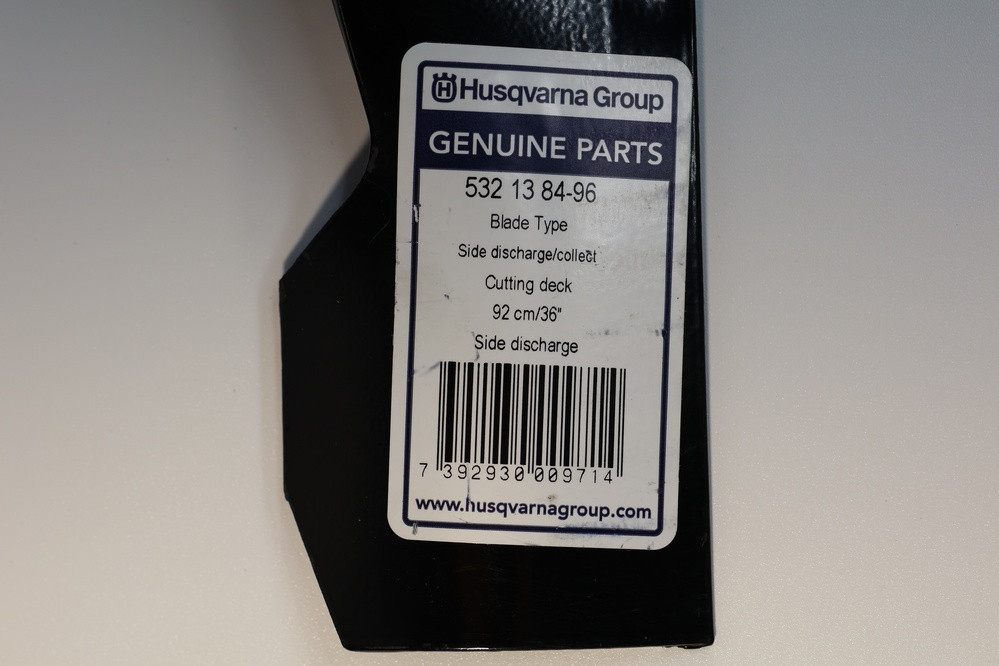 Husqvarna Group
GENUINE PARTS
532 13 84-96
Blade Type
Side discharge/collect
Cutting deck
92 cm/36"
Side discharge
7 392930 009714
www.husqvarnagroup.com